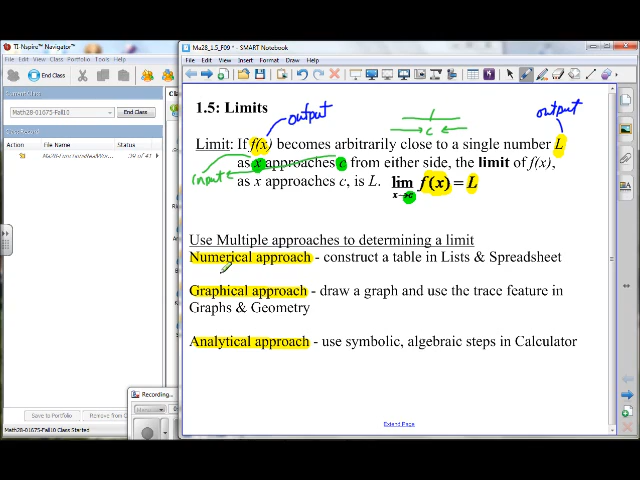 TI-Nspire™ Navigator™
File Edit View Class Portfolio Tools
End Class
Math28-01675-Fall10
End Class
Action File Name Status
39 of 41
Save to Portfolio Remove from
Math28-01675-Fall10 Class Started
Recording...
Ma28_1.5_F09 * - SMART Notebook
File Edit View Insert Format Draw
1.5: Limits
output
c
output
Limit: If f(x) becomes arbitrarily close to a single number L
as x approaches c from either side, the limit of f(x),
input
as x approaches c, is L. lim f(x) = L
x→c
Use Multiple approaches to determining a limit
Numerical approach - construct a table in Lists & Spreadsheet
Graphical approach - draw a graph and use the trace feature in
Graphs & Geometry
Analytical approach - use symbolic, algebraic steps in Calculator
Extend Page